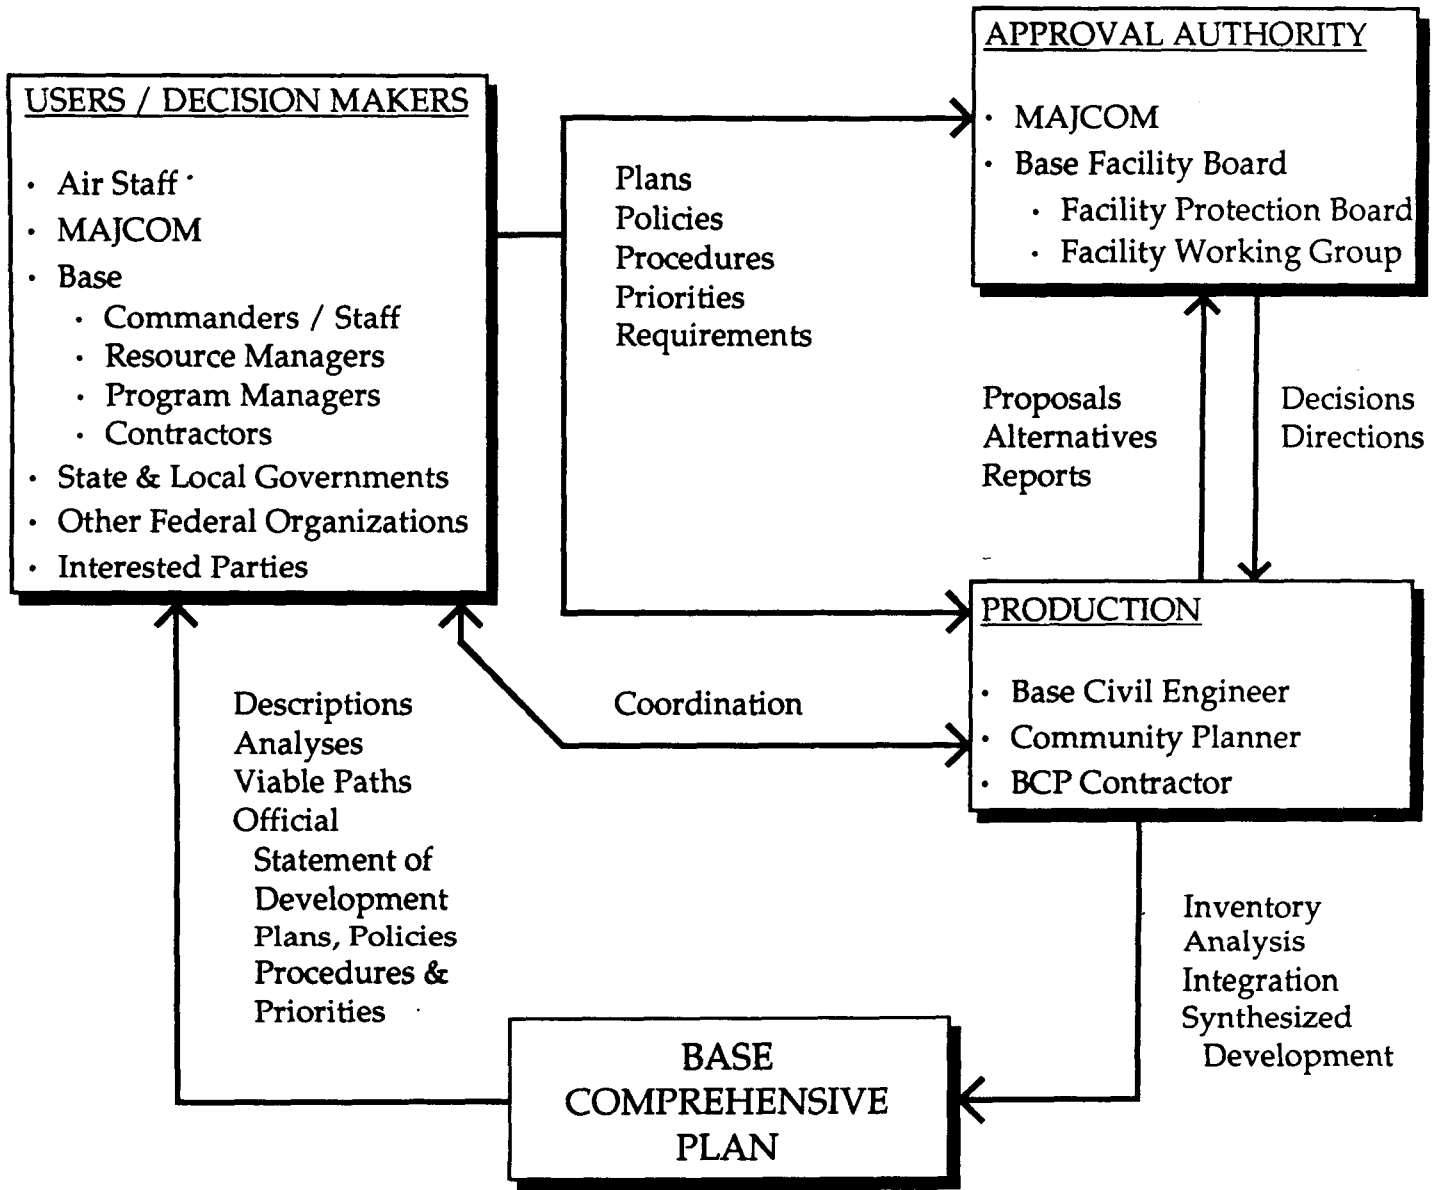 USERS / DECISION MAKERS
· Air Staff
· MAJCOM
· Base
· Commanders / Staff
· Resource Managers
· Program Managers
· Contractors
· State & Local Governments
· Other Federal Organizations
· Interested Parties
Plans
Policies
Procedures
Priorities
Requirements
APPROVAL AUTHORITY
· MAJCOM
· Base Facility Board
· Facility Protection Board
· Facility Working Group
Proposals
Alternatives
Reports
Decisions
Directions
PRODUCTION
· Base Civil Engineer
· Community Planner
· BCP Contractor
Coordination
Descriptions
Analyses
Viable Paths
Official
Statement of
Development
Plans, Policies
Procedures &
Priorities
Inventory
Analysis
Integration
Synthesized
Development
BASE
COMPREHENSIVE
PLAN